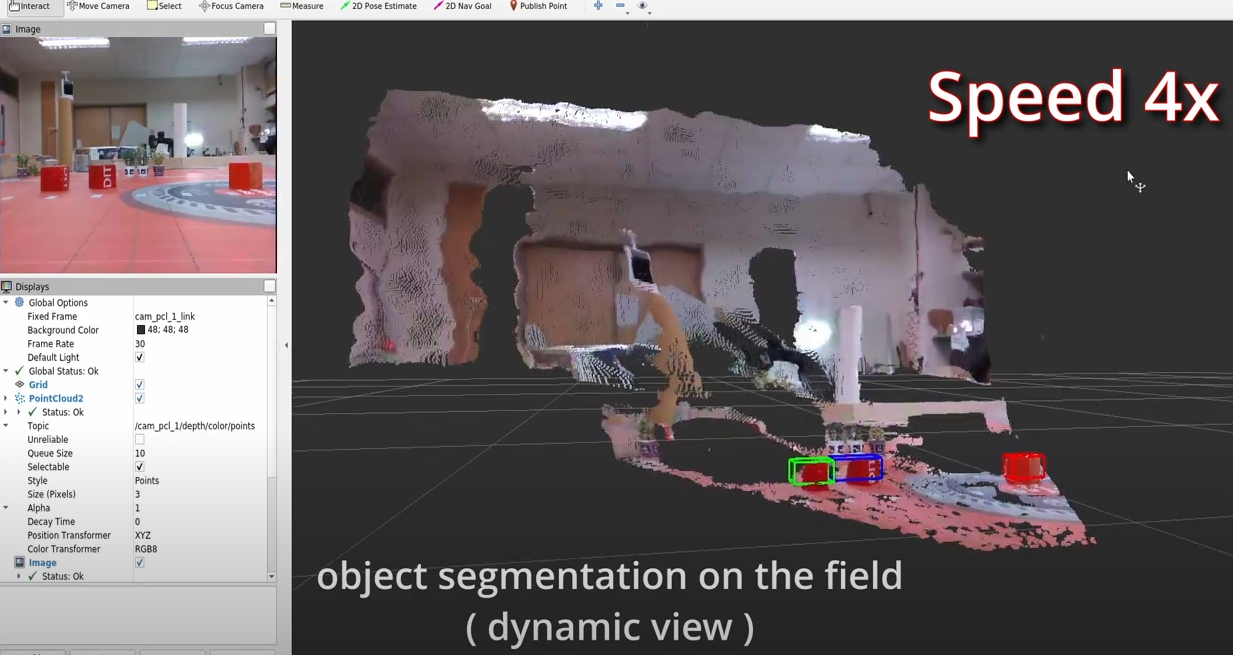 Interact
Move Camera
Select
Focus Camera
Measure
2D Pose Estimate
2D Nav Goal
Publish Point
Image
Speed 4x
Displays
Global Options
Fixed Frame cam_pcl_1_link
Background Color 48; 48; 48
Frame Rate 30
Default Light
Global Status: Ok
Grid
PointCloud2
Status: Ok
Topic /cam_pcl_1/depth/color/points
Unreliable
Queue Size 10
Selectable
Style Points
Size (Pixels) 3
Alpha 1
Decay Time 0
Position Transformer XYZ
Color Transformer RGB8
Image
Status: Ok
object segmentation on the field
( dynamic view )